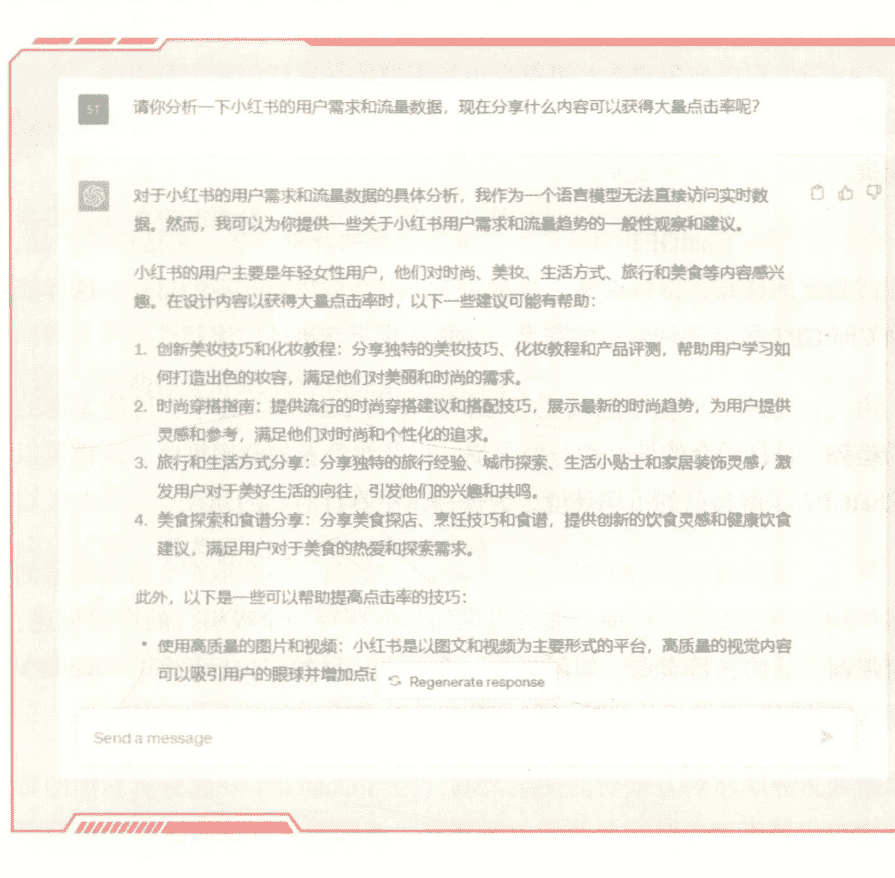 ST
请你分析一下小红书的用户需求和流量数据，现在分享什么内容可以获得大量点击率呢？
对于小红书的用户需求和流量数据的具体分析，我作为一个语言模型无法直接访问实时数
据。然而，我可以为你提供一些关于小红书用户需求和流量趋势的一般性观察和建议。
小红书的用户主要是年轻女性用户，他们对时尚、美妆、生活方式、旅行和美食等内容感兴
趣。在设计内容以获得大量点击率时，以下一些建议可能有帮助：
1. 创新美妆技巧和化妆教程：分享独特的美妆技巧、化妆教程和产品评测，帮助用户学习如
何打造出色的妆容，满足他们对美丽和时尚的需求。
2. 时尚穿搭指南：提供流行的时尚穿搭建议和搭配技巧，展示最新的时尚趋势，为用户提供
灵感和参考，满足他们对时尚和个性化的追求。
3. 旅行和生活方式分享：分享独特的旅行经验、城市探索、生活小贴士和家居装饰灵感，激
发用户对于美好生活的向往，引发他们的兴趣和共鸣。
4. 美食探索和食谱分享：分享美食探店、烹饪技巧和食谱，提供创新的饮食灵感和健康饮食
建议，满足用户对于美食的热爱和探索需求。
此外，以下是一些可以帮助提高点击率的技巧：
• 使用高质量的图片和视频：小红书是以图文和视频为主要形式的平台，高质量的视觉内容
可以吸引用户的眼球并增加点
Regenerate response
Send a message